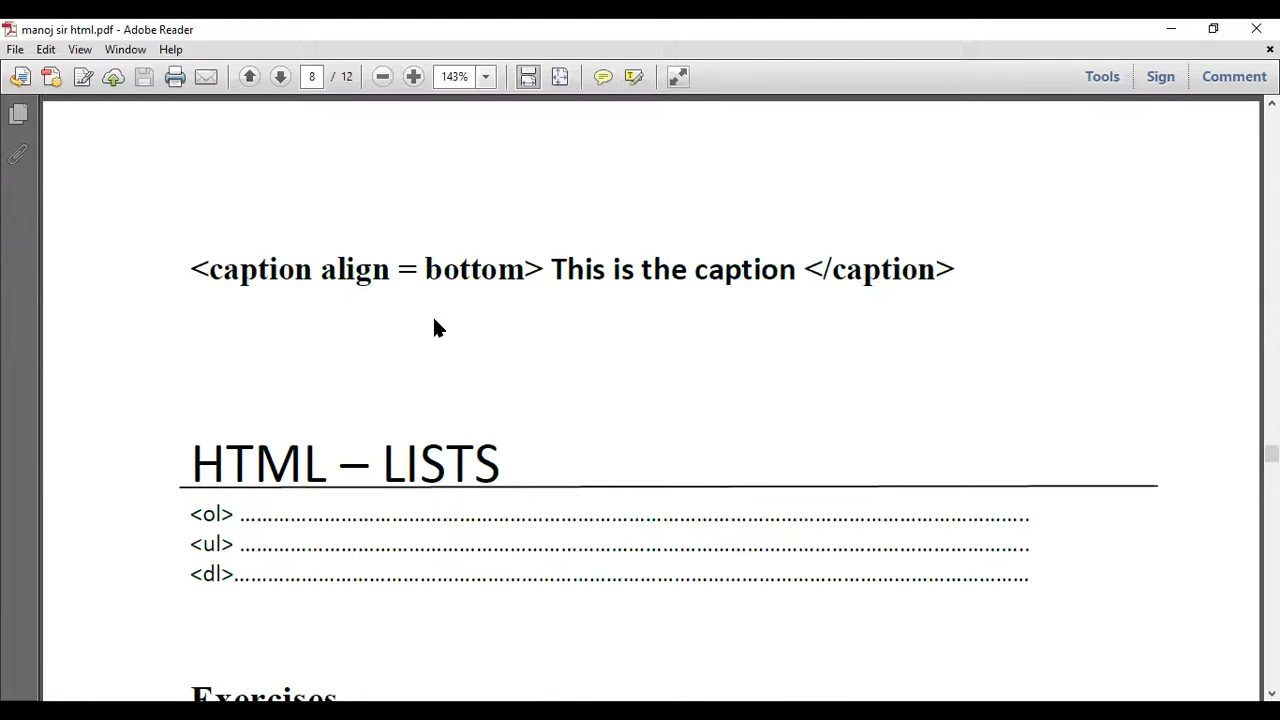 manoj sir html.pdf - Adobe Reader
File Edit View Window Help
8 / 12 143% Tools Sign Comment
<caption align = bottom> This is the caption </caption>
HTML – LISTS
<ol> ………………………………………………………………………………………………………..
<ul> ………………………………………………………………………………………………………..
<dl>…………………………………………………………………………………………………………
Exercises